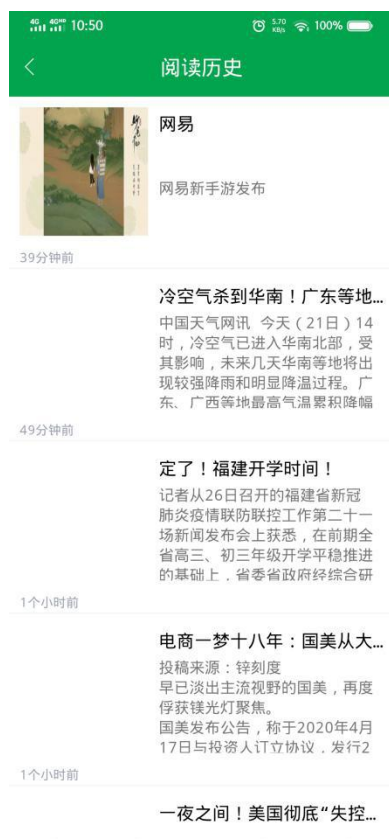 4G 4G 10:50 5.70 KB/s 100%
阅读历史
网易
网易新手游发布
39分钟前
冷空气杀到华南！广东等地...
中国天气网讯 今天（21日）14
时，冷空气已进入华南北部，受
其影响，未来几天华南等地将出
现较强降雨和明显降温过程。广
东、广西等地最高气温累积降幅
49分钟前
定了！福建开学时间！
记者从26日召开的福建省新冠
肺炎疫情联防联控工作第二十一
场新闻发布会上获悉，在前期全
省高三、初三年级开学平稳推进
的基础上，省委省政府经综合研
1个小时前
电商一梦十八年：国美从大...
投稿来源：锌刻度
早已淡出主流视野的国美，再度
俘获镁光灯聚焦。
国美发布公告，称于2020年4月
17日与投资人订立协议，发行2
1个小时前
一夜之间！美国彻底“失控...